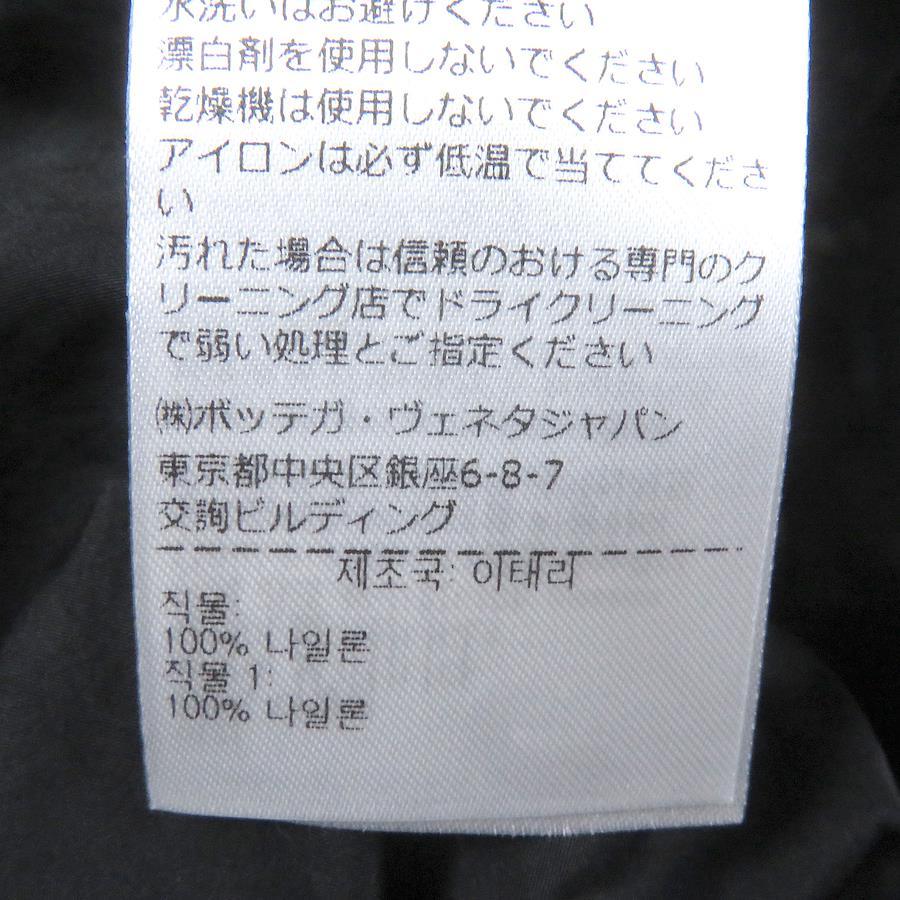 水洗いはお避けください
漂白剤を使用しないでください
乾燥機は使用しないでください
アイロンは必ず低温で当ててくださ
い
汚れた場合は信頼のおける専門のク
リーニング店でドライクリーニング
で弱い処理とご指定ください
㈱ボッテガ・ヴェネタジャパン
東京都中央区銀座6-8-7
交詢ビルディング
제조국: 이태리
직물:
100% 나일론
직물 1:
100% 나일론